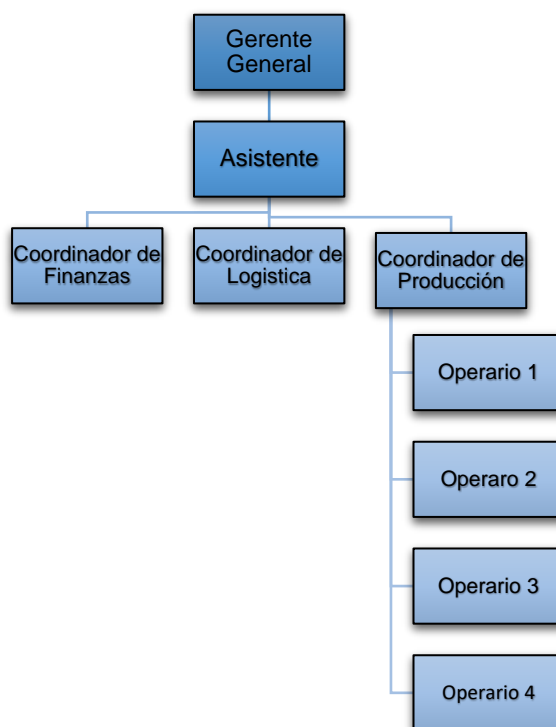 Gerente
General
Asistente
Coordinador de
Finanzas
Coordinador de
Logistica
Coordinador de
Producción
Operario 1
Operaro 2
Operario 3
Operario 4